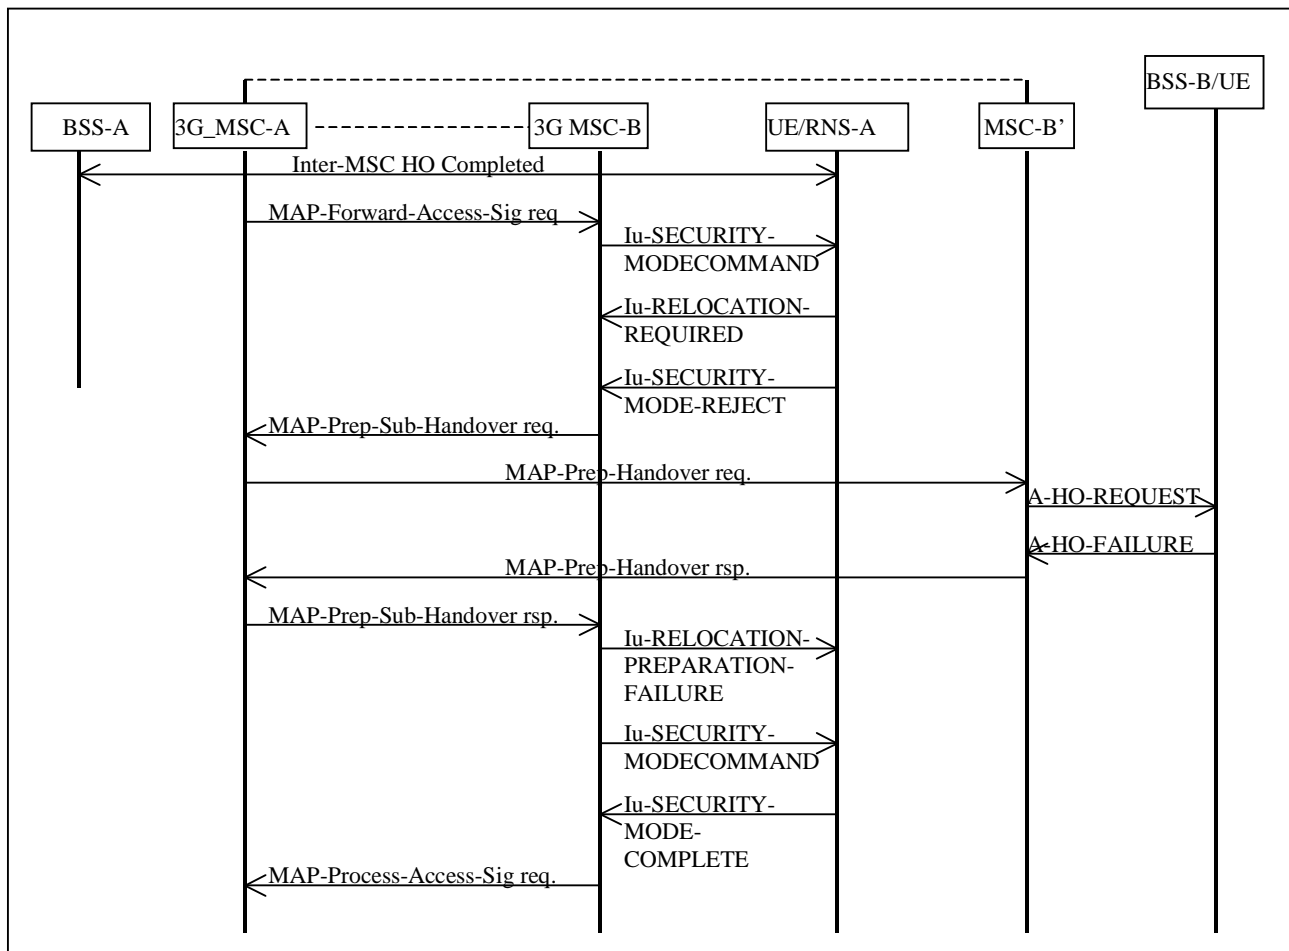 BSS-B/UE
BSS-A
3G_MSC-A
3G MSC-B
UE/RNS-A
MSC-B’
Inter-MSC HO Completed
MAP-Forward-Access-Sig req
Iu-SECURITY-
MODECOMMAND
Iu-RELOCATION-
REQUIRED
Iu-SECURITY-
MODE-REJECT
MAP-Prep-Sub-Handover req.
MAP-Prep-Handover req.
A-HO-REQUEST
A-HO-FAILURE
MAP-Prep-Handover rsp.
MAP-Prep-Sub-Handover rsp.
Iu-RELOCATION-
PREPARATION-
FAILURE
Iu-SECURITY-
MODECOMMAND
Iu-SECURITY-
MODE-
COMPLETE
MAP-Process-Access-Sig req.